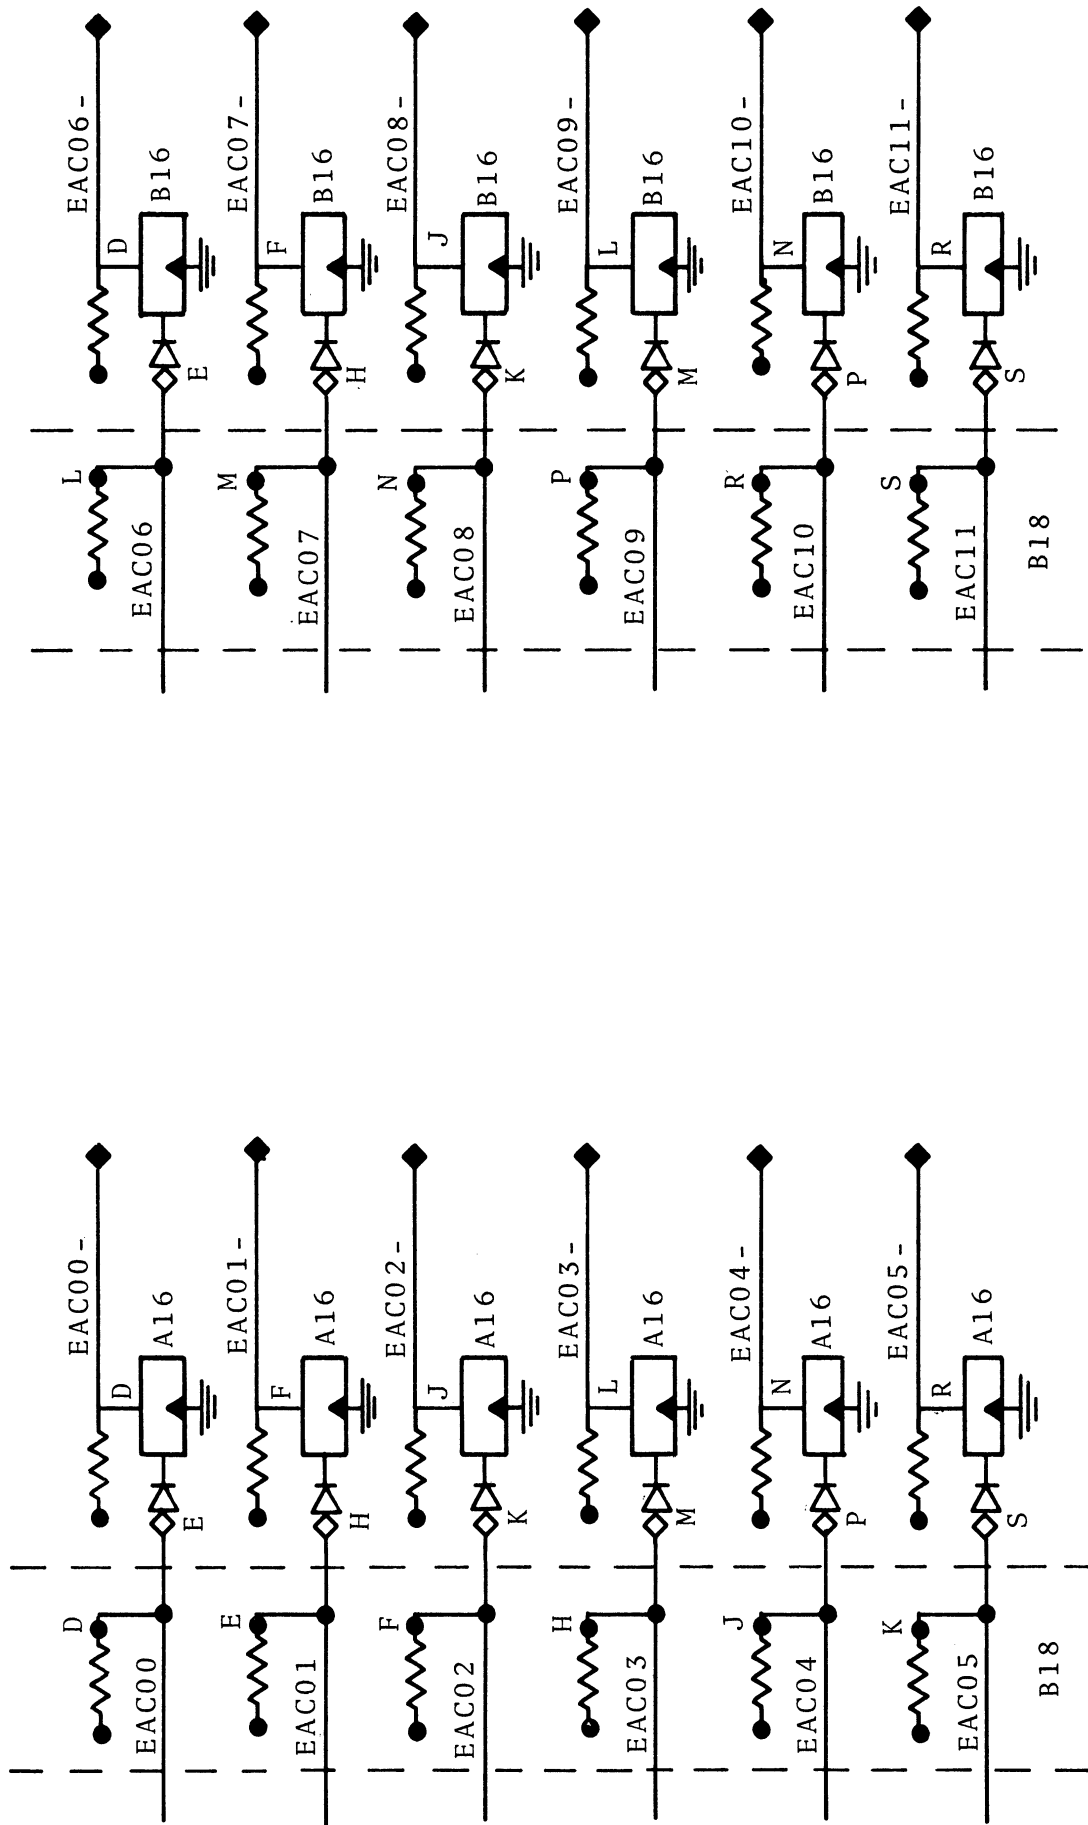 EAC06-
D
B16
E
L
EAC06
EAC07-
F
B16
H
M
EAC07
EAC08-
J
B16
K
N
EAC08
EAC09-
L
B16
M
P
EAC09
EAC10-
N
B16
P
R
EAC10
EAC11-
R
B16
S
S
EAC11
B18
EAC00-
D
A16
E
D
EAC00
EAC01-
F
A16
H
E
EAC01
EAC02-
J
A16
K
F
EAC02
EAC03-
L
A16
M
H
EAC03
EAC04-
N
A16
P
J
EAC04
EAC05-
R
A16
S
K
EAC05
B18